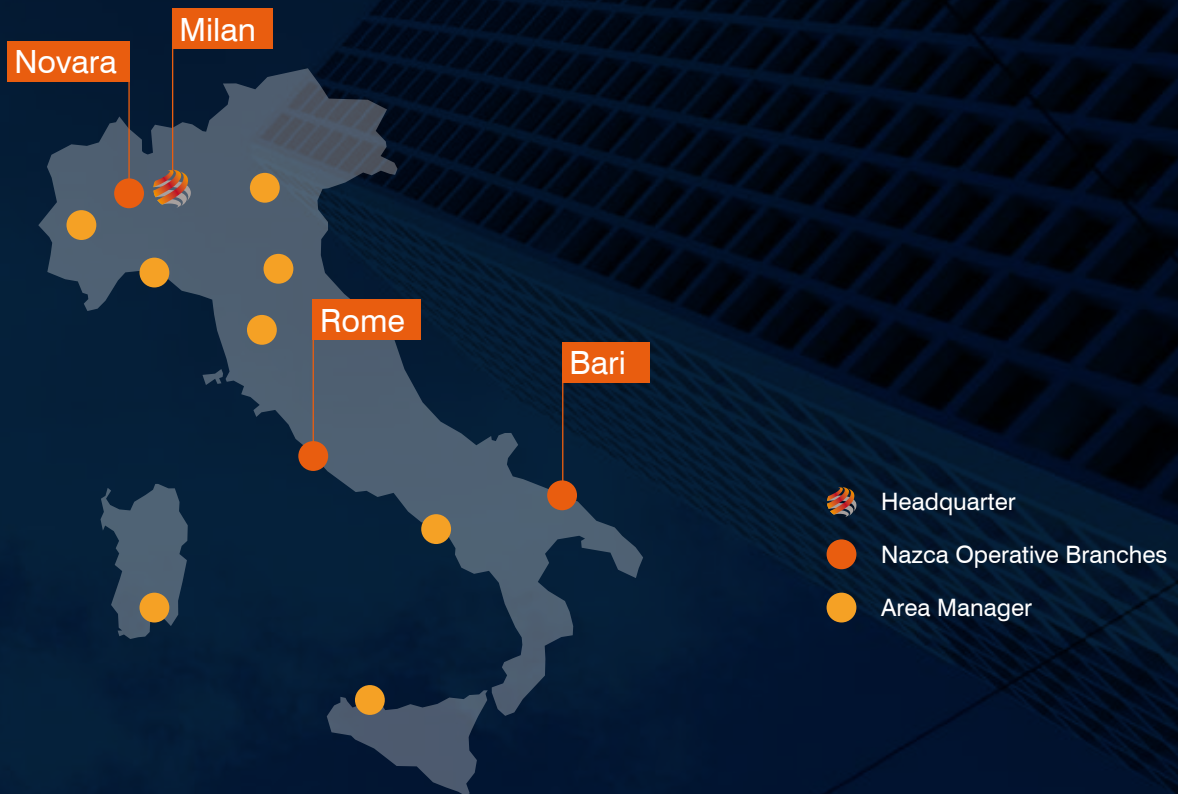 Milan
Novara
Rome
Bari
Headquarter
Nazca Operative Branches
Area Manager